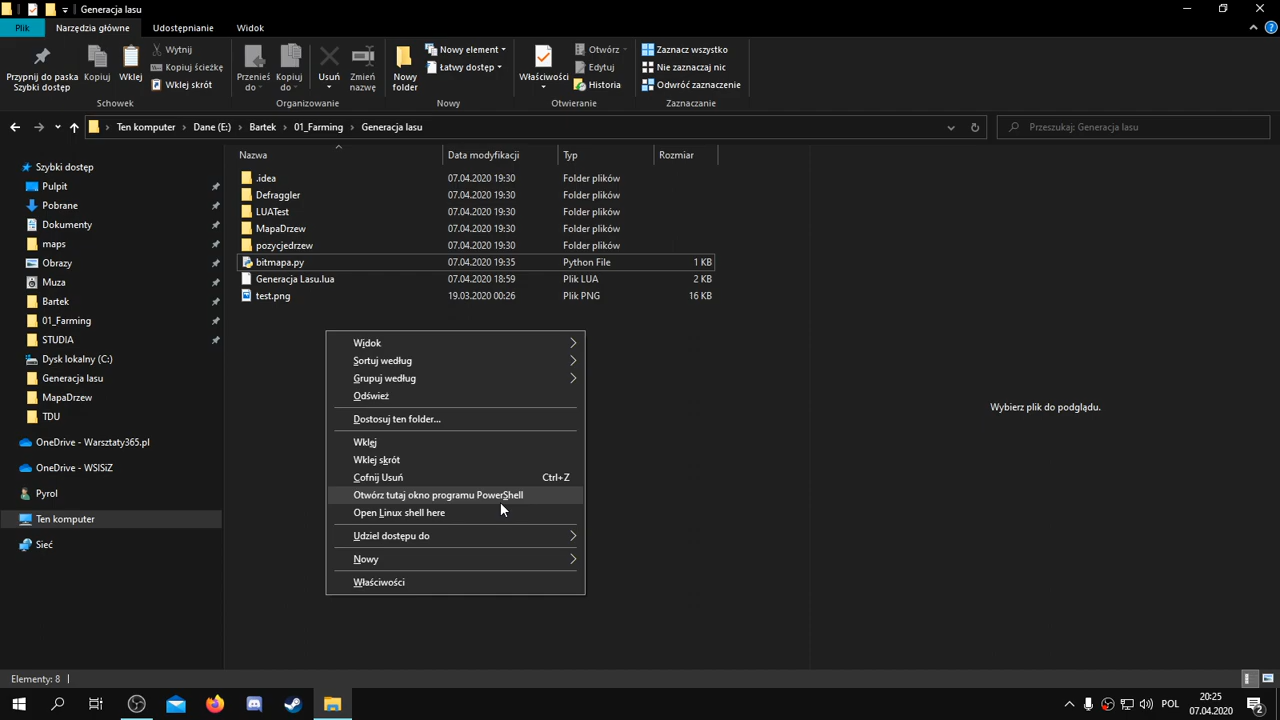 Generacja lasu
Plik
Narzędzia główne
Udostępnianie
Widok
Przypnij do paska
Szybki dostęp
Kopiuj
Wklej
Wytnij
Kopiuj ścieżkę
Wklej skrót
Schowek
Przenieś
do
Kopiuj
do
Usuń
Zmień
nazwę
Organizowanie
Nowy
folder
Nowy element
Łatwy dostęp
Nowy
Właściwości
Otwórz
Edytuj
Historia
Otwieranie
Zaznacz wszystko
Nie zaznaczaj nic
Odwróć zaznaczenie
Zaznaczanie
Ten komputer
Dane (E:)
Bartek
01_Farming
Generacja lasu
Przeszukaj: Generacja lasu
Szybki dostęp
Pulpit
Pobrane
Dokumenty
maps
Obrazy
Muza
Bartek
01_Farming
STUDIA
Dysk lokalny (C:)
Generacja lasu
MapaDrzew
TDU
OneDrive - Warsztaty365.pl
OneDrive - WSISiZ
Pyrol
Ten komputer
Sieć
Nazwa Data modyfikacji Typ Rozmiar
.idea 07.04.2020 19:30 Folder plików
Defraggler 07.04.2020 19:30 Folder plików
LUATest 07.04.2020 19:30 Folder plików
MapaDrzew 07.04.2020 19:30 Folder plików
pozycjedrzew 07.04.2020 19:30 Folder plików
bitmapa.py 07.04.2020 19:35 Python File 1 KB
Generacja Lasu.lua 07.04.2020 18:59 Plik LUA 2 KB
test.png 19.03.2020 00:26 Plik PNG 16 KB
Widok
Sortuj według
Grupuj według
Odśwież
Dostosuj ten folder...
Wklej
Wklej skrót
Cofnij Usuń Ctrl+Z
Otwórz tutaj okno programu PowerShell
Open Linux shell here
Udziel dostępu do
Nowy
Właściwości
Wybierz plik do podglądu.
Elementy: 8
POL
20:25
07.04.2020
2